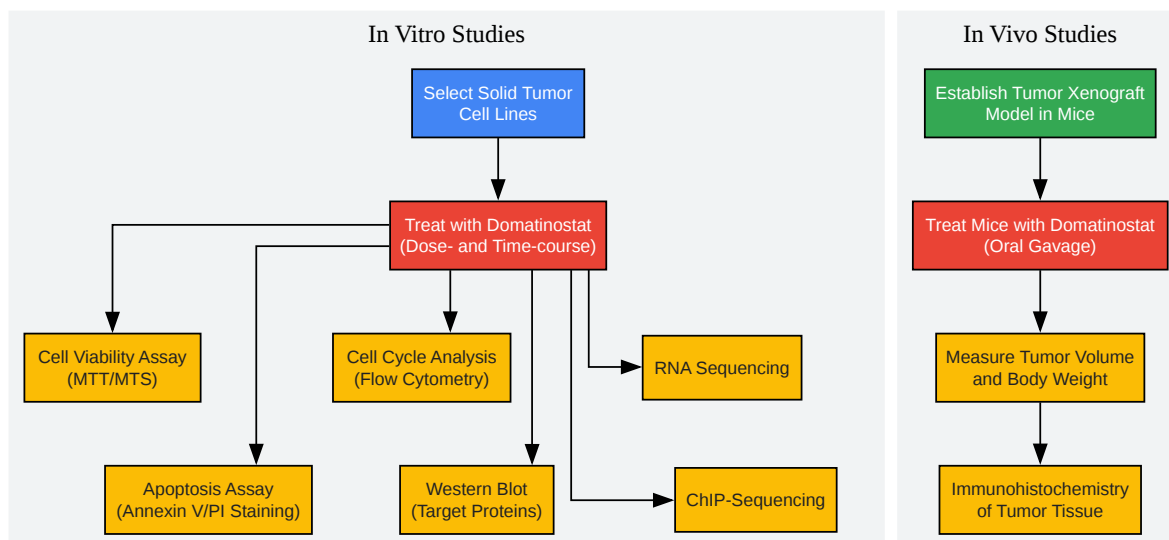 In Vitro Studies
Select Solid Tumor
Cell Lines
Treat with Domatinostat
(Dose- and Time-course)
Cell Viability Assay
(MTT/MTS)
Cell Cycle Analysis
(Flow Cytometry)
RNA Sequencing
Apoptosis Assay
(Annexin V/PI Staining)
Western Blot
(Target Proteins)
ChIP-Sequencing
In Vivo Studies
Establish Tumor Xenograft
Model in Mice
Treat Mice with Domatinostat
(Oral Gavage)
Measure Tumor Volume
and Body Weight
Immunohistochemistry
of Tumor Tissue